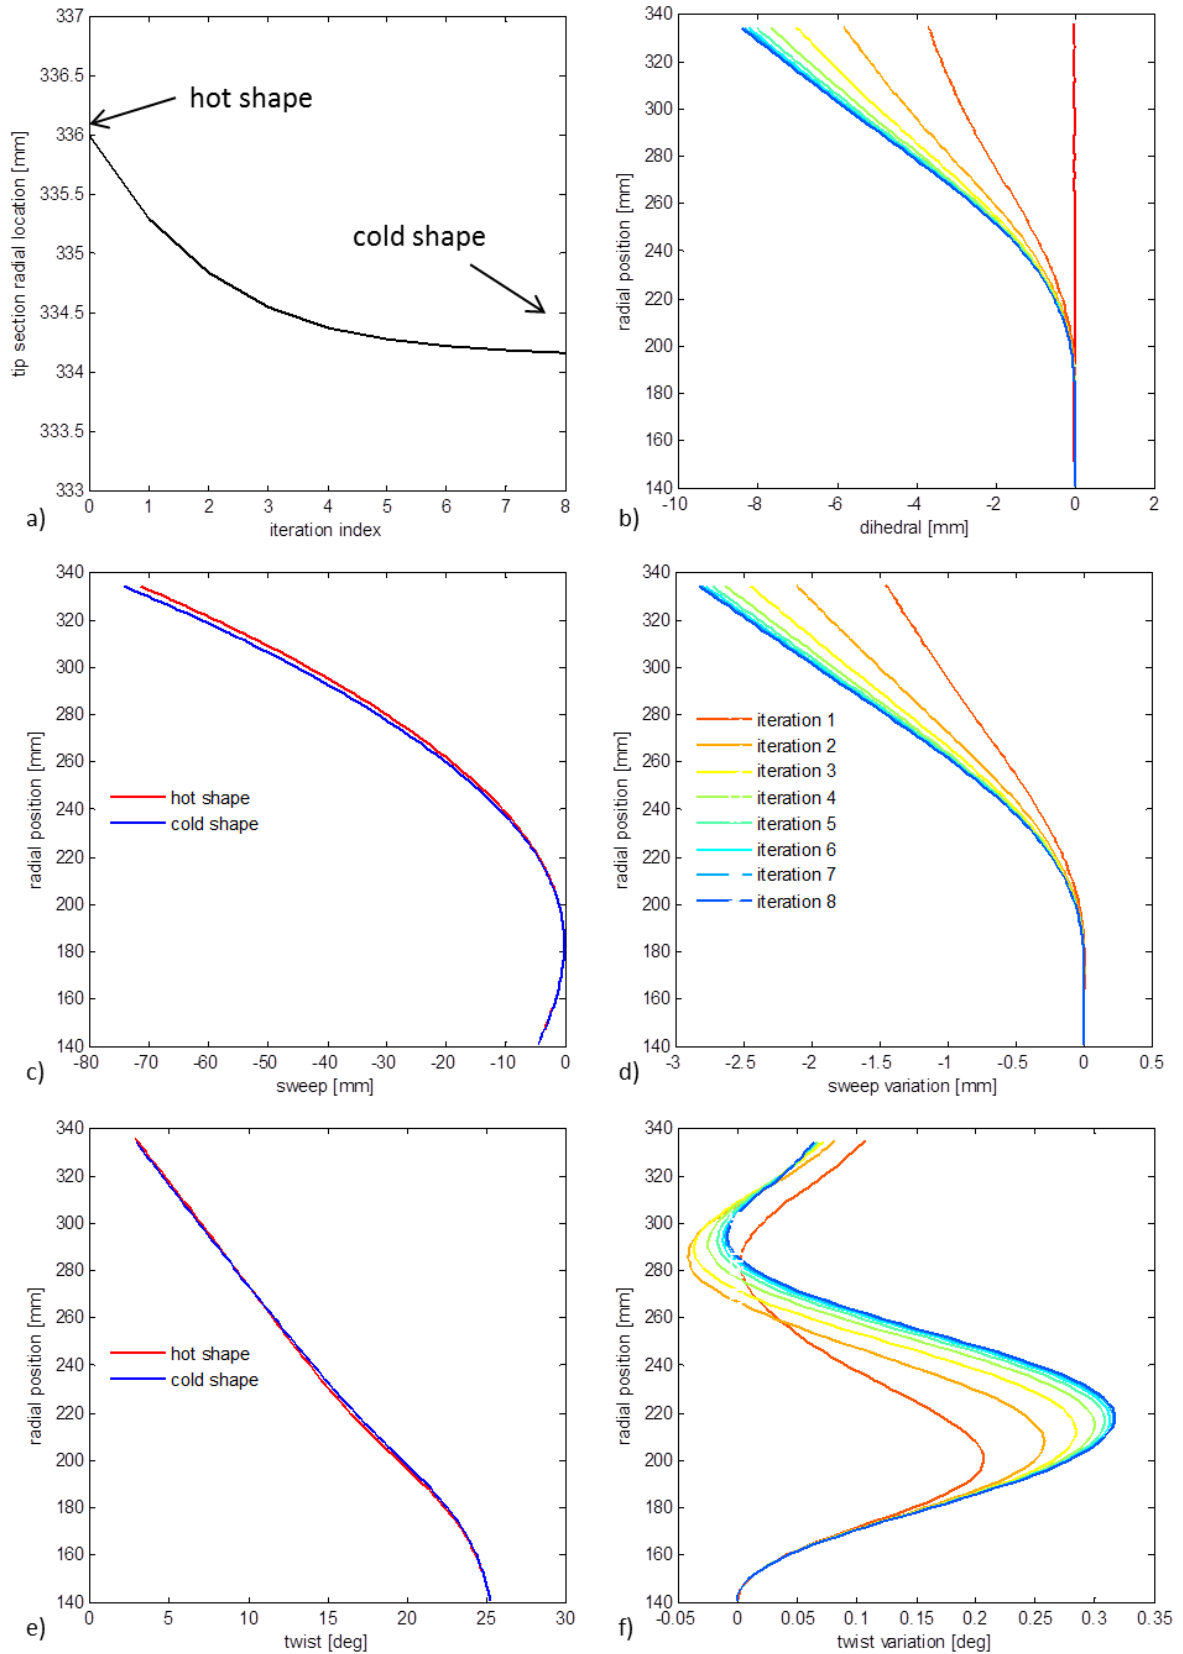 337
336.5
336
335.5
335
334.5
334
333.5
333
tip section radial location [mm]
hot shape
cold shape
0 1 2 3 4 5 6 7 8
iteration index
a)
340
320
300
280
260
240
220
200
180
160
140
radial position [mm]
-10 -8 -6 -4 -2 0 2
dihedral [mm]
b)
340
320
300
280
260
240
220
200
180
160
140
radial position [mm]
hot shape
cold shape
-80 -70 -60 -50 -40 -30 -20 -10 0
sweep [mm]
c)
340
320
300
280
260
240
220
200
180
160
140
radial position [mm]
iteration 1
iteration 2
iteration 3
iteration 4
iteration 5
iteration 6
iteration 7
iteration 8
-3 -2.5 -2 -1.5 -1 -0.5 0 0.5
sweep variation [mm]
d)
340
320
300
280
260
240
220
200
180
160
140
radial position [mm]
hot shape
cold shape
0 5 10 15 20 25 30
twist [deg]
e)
340
320
300
280
260
240
220
200
180
160
140
radial position [mm]
-0.05 0 0.05 0.1 0.15 0.2 0.25 0.3 0.35
twist variation [deg]
f)